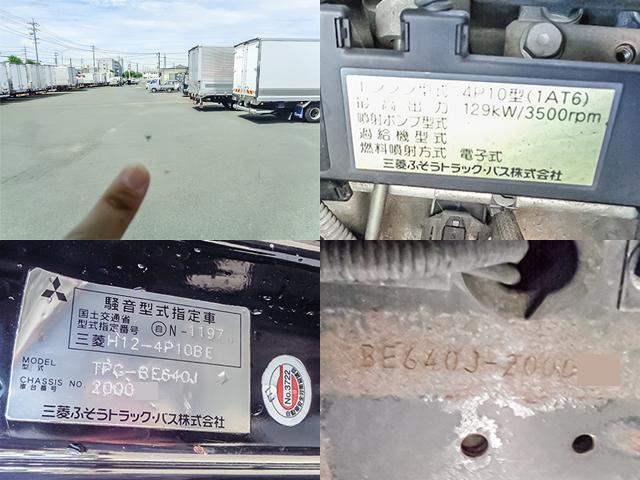 エンジン型式 4P10型(1AT6)
最高出力 129kW/3500rpm
噴射ポンプ型式
過給機型式
燃料噴射方式 電子式
三菱ふそうトラック・バス株式会社
騒音型式指定車
国土交通省
型式指定番号 自 N-1197
三菱H12-4P10BE
MODEL
型式 TPG-BE640J
CHASSIS NO.
車台番号 2000
三菱ふそうトラック・バス株式会社
No.3722
BE640J-200